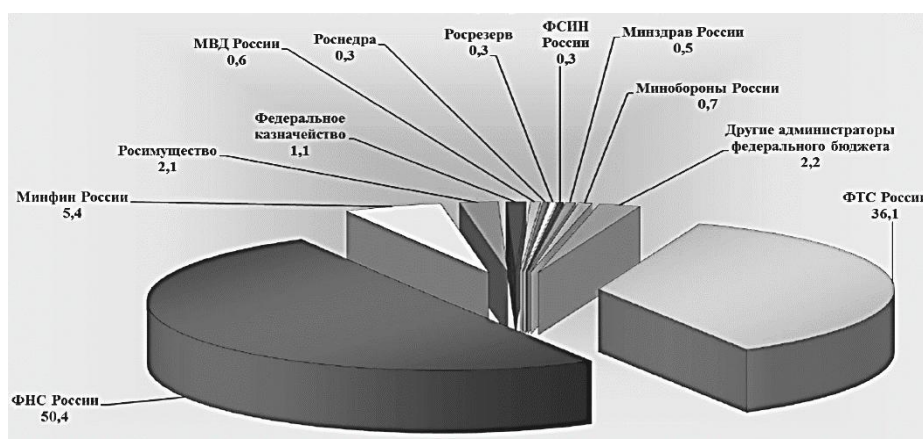 МВД России
0,6
Роснедра
0,3
Росрезерв
0,3
ФСИН
России
0,3
Минздрав России
0,5
Минобороны России
0,7
Другие администраторы
федерального бюджета
2,2
Федеральное
казначейство
1,1
Росимущество
2,1
Минфин России
5,4
ФТС России
36,1
ФНС России
50,4